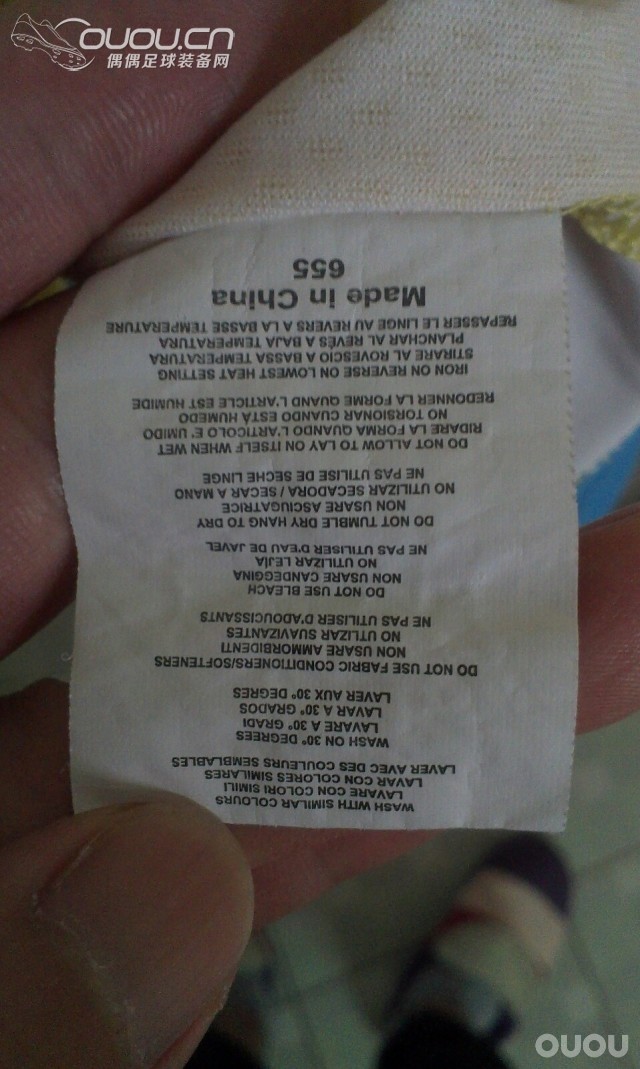 OUOU.CN
偶偶足球装备网
WASH WITH SIMILAR COLOURS
LAVARE CON COLORI SIMILI
LAVAR CON COLORES SIMILARES
LAVER AVEC DES COULEURS SEMBLABLES
WASH ON 30° DEGREES
LAVARE A 30° GRADI
LAVAR A 30° GRADOS
LAVER AUX 30° DEGRES
DO NOT USE FABRIC CONDITIONERS/SOFTENERS
NON USARE AMMORBIDENTI
NO UTILIZAR SUAVIZANTES
NE PAS UTILISER D'ADOUCISSANTS
DO NOT USE BLEACH
NON USARE CANDEGGINA
NO UTILIZAR LEJÍA
NE PAS UTILISER D'EAU DE JAVEL
DO NOT TUMBLE DRY HANG TO DRY
NON USARE ASCIUGATRICE
NO UTILIZAR SECADORA / SECAR A MANO
NE PAS UTILISE DE SECHE LINGE
DO NOT ALLOW TO LAY ON ITSELF WHEN WET
RIDARE LA FORMA QUANDO L'ARTICOLO E' UMIDO
NO TORSIONAR CUANDO ESTÁ HUMEDO
REDONNER LA FORME QUAND L'ARTICLE EST HUMIDE
IRON ON REVERSE ON LOWEST HEAT SETTING
STIRARE AL ROVESCIO A BASSA TEMPERATURA
PLANCHAR AL REVÉS A BAJA TEMPERATURA
REPASSER LE LINGE AU REVERS A LA BASSE TEMPERATURE
Made in China
655
OUOU